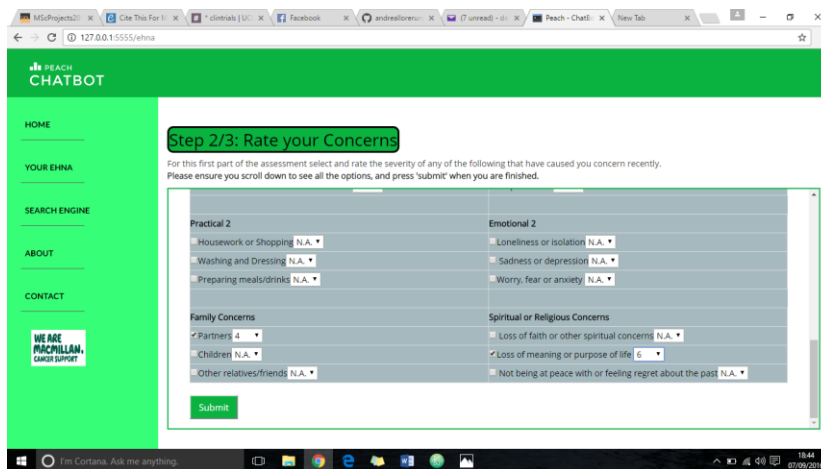 MScProjects20
Cite This For M
* clintrials | UC
Facebook
andreallorerun
(7 unread) - do
Peach - ChatB
New Tab
127.0.0.1:5555/ehna
PEACH
CHATBOT
HOME
YOUR EHNA
SEARCH ENGINE
ABOUT
CONTACT
WE ARE
MACMILLAN.
CANCER SUPPORT
Step 2/3: Rate your Concerns
For this first part of the assessment select and rate the severity of any of the following that have caused you concern recently.
Please ensure you scroll down to see all the options, and press 'submit' when you are finished.
Practical 2 Emotional 2
Housework or Shopping N.A. Loneliness or isolation N.A.
Washing and Dressing N.A. Sadness or depression N.A.
Preparing meals/drinks N.A. Worry, fear or anxiety N.A.
Family Concerns Spiritual or Religious Concerns
Partners 4 Loss of faith or other spiritual concerns N.A.
Children N.A. Loss of meaning or purpose of life 6
Other relatives/friends N.A. Not being at peace with or feeling regret about the past N.A.
Submit
I'm Cortana. Ask me anything.
18:44
07/09/201